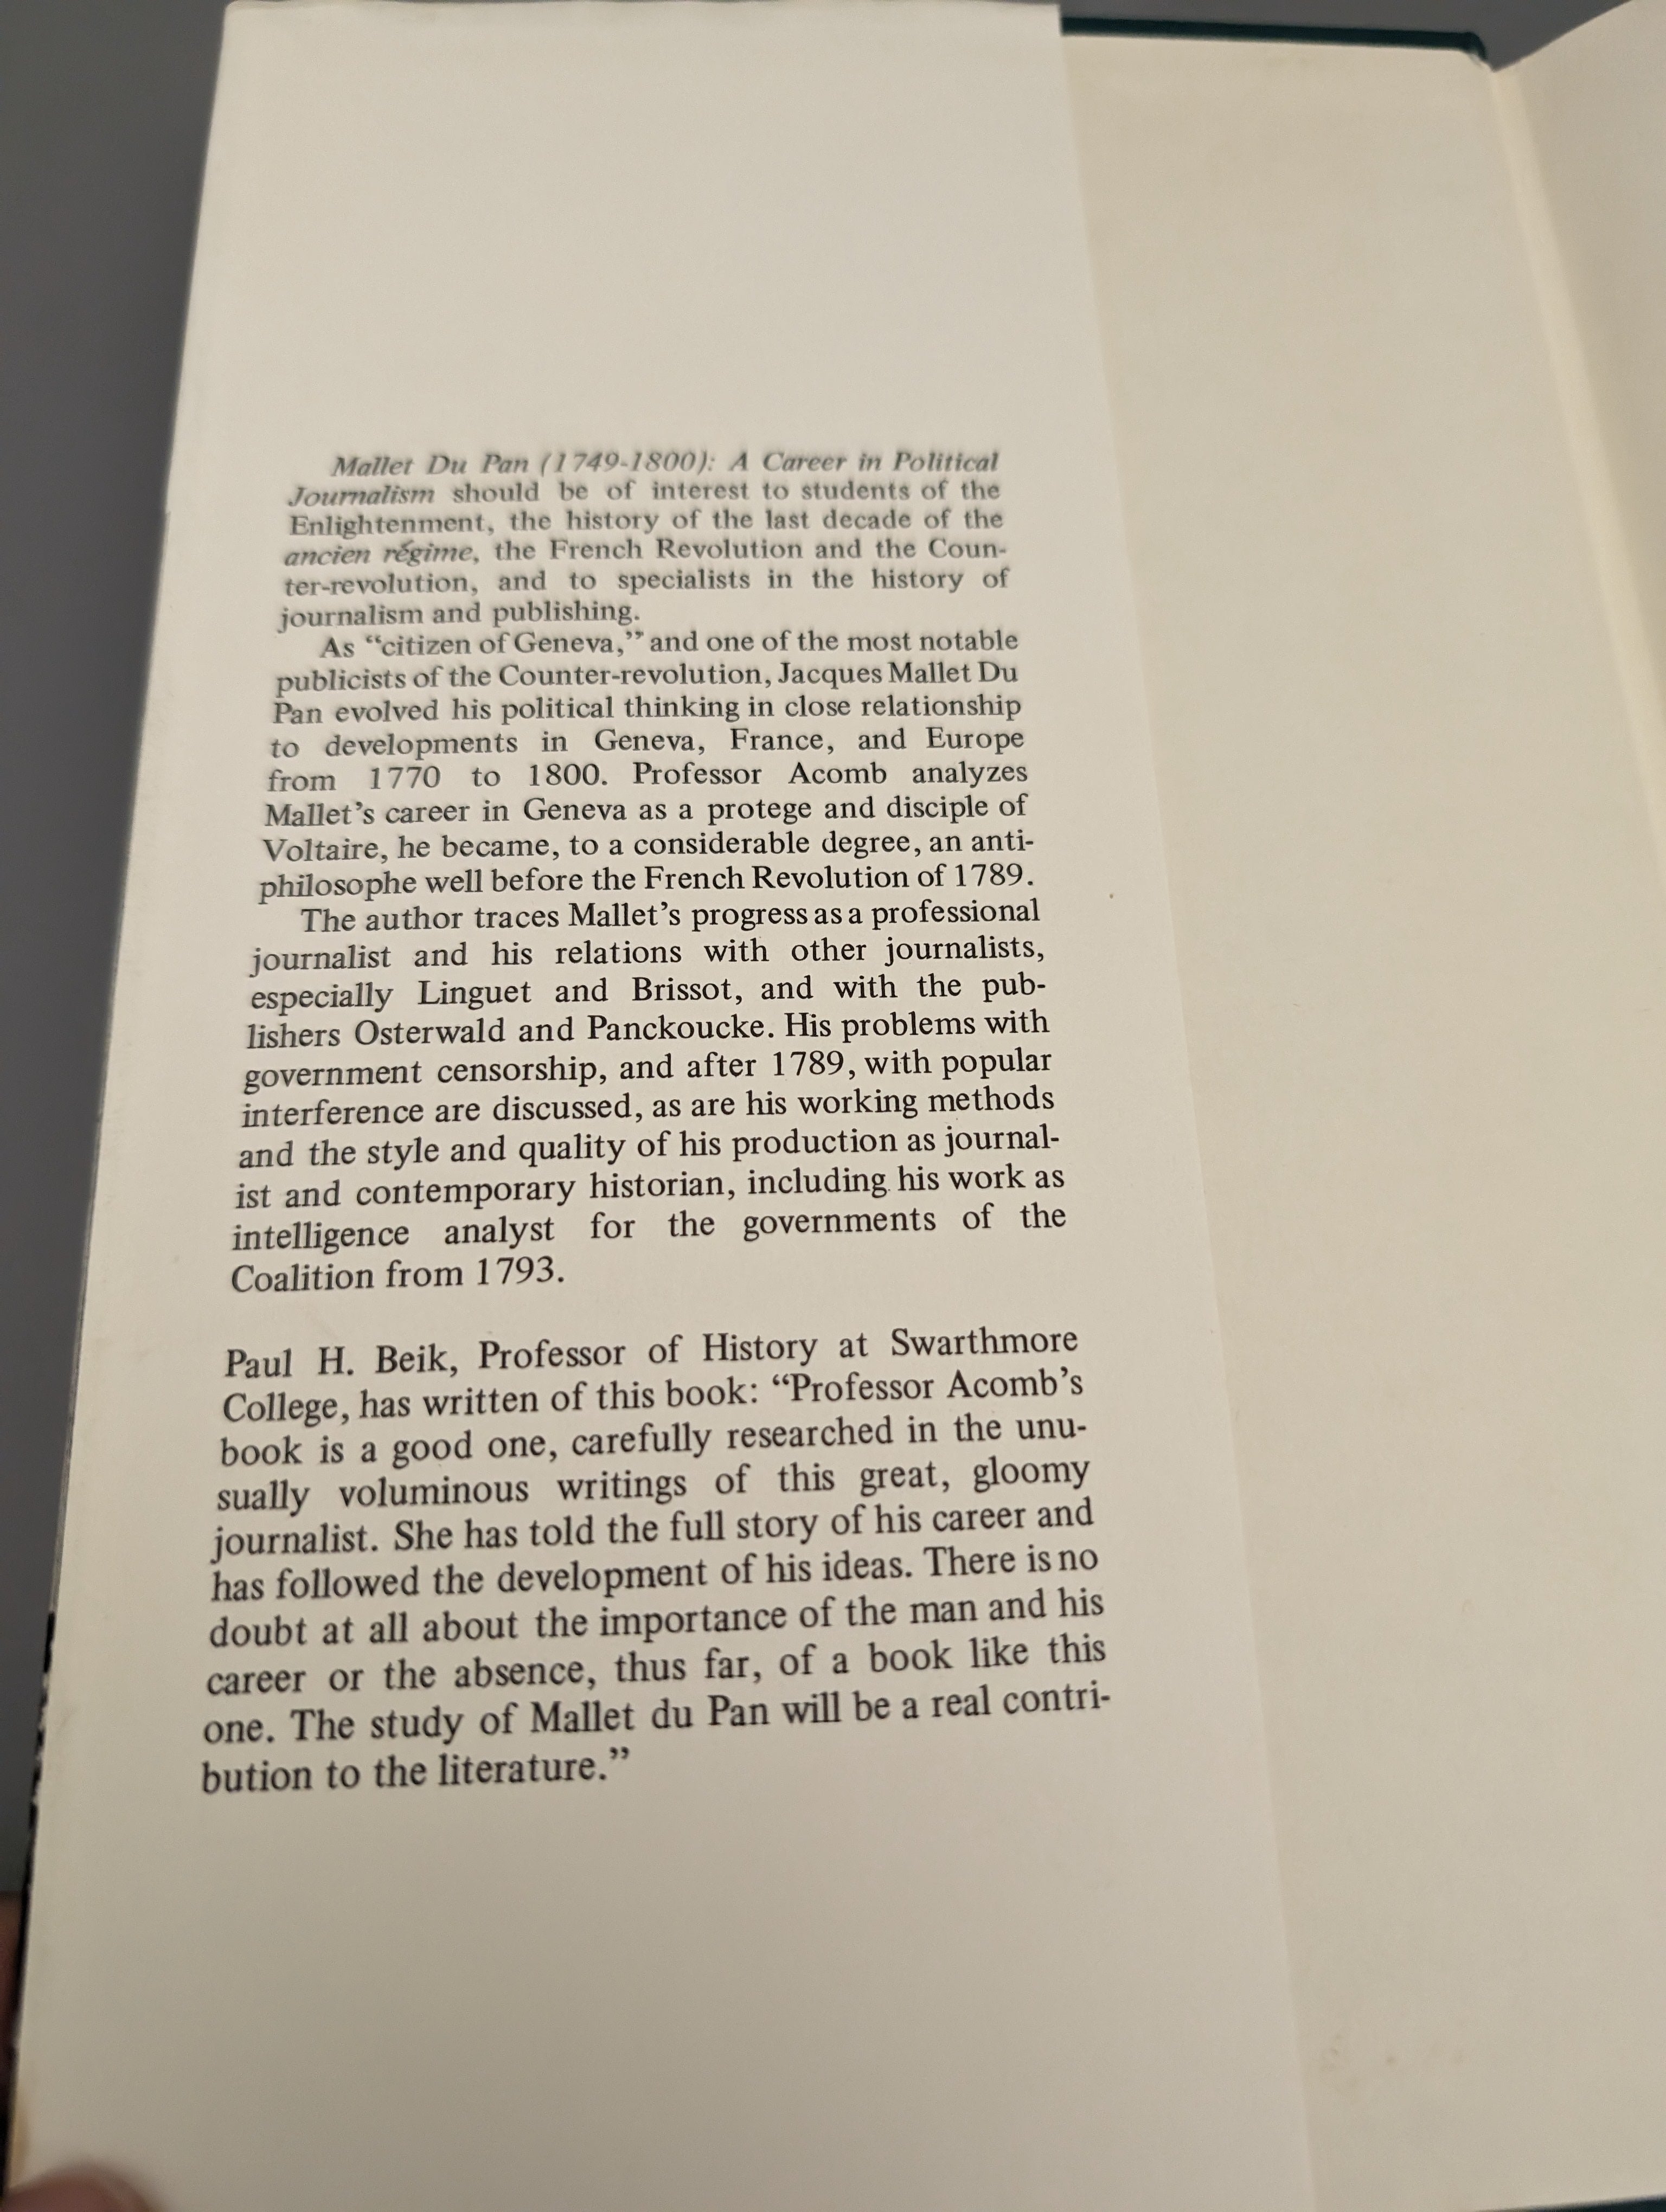 Mallet Du Pan (1749-1800): A Career in Political
Journalism should be of interest to students of the
Enlightenment, the history of the last decade of the
ancien régime, the French Revolution and the Coun-
ter-revolution, and to specialists in the history of
journalism and publishing.
As “citizen of Geneva,” and one of the most notable
publicists of the Counter-revolution, Jacques Mallet Du
Pan evolved his political thinking in close relationship
to developments in Geneva, France, and Europe
from 1770 to 1800. Professor Acomb analyzes
Mallet’s career in Geneva as a protege and disciple of
Voltaire, he became, to a considerable degree, an anti-
philosophe well before the French Revolution of 1789.
The author traces Mallet’s progress as a professional
journalist and his relations with other journalists,
especially Linguet and Brissot, and with the pub-
lishers Osterwald and Panckoucke. His problems with
government censorship, and after 1789, with popular
interference are discussed, as are his working methods
and the style and quality of his production as journal-
ist and contemporary historian, including his work as
intelligence analyst for the governments of the
Coalition from 1793.
Paul H. Beik, Professor of History at Swarthmore
College, has written of this book: “Professor Acomb’s
book is a good one, carefully researched in the unu-
sually voluminous writings of this great, gloomy
journalist. She has told the full story of his career and
has followed the development of his ideas. There is no
doubt at all about the importance of the man and his
career or the absence, thus far, of a book like this
one. The study of Mallet du Pan will be a real contri-
bution to the literature.”